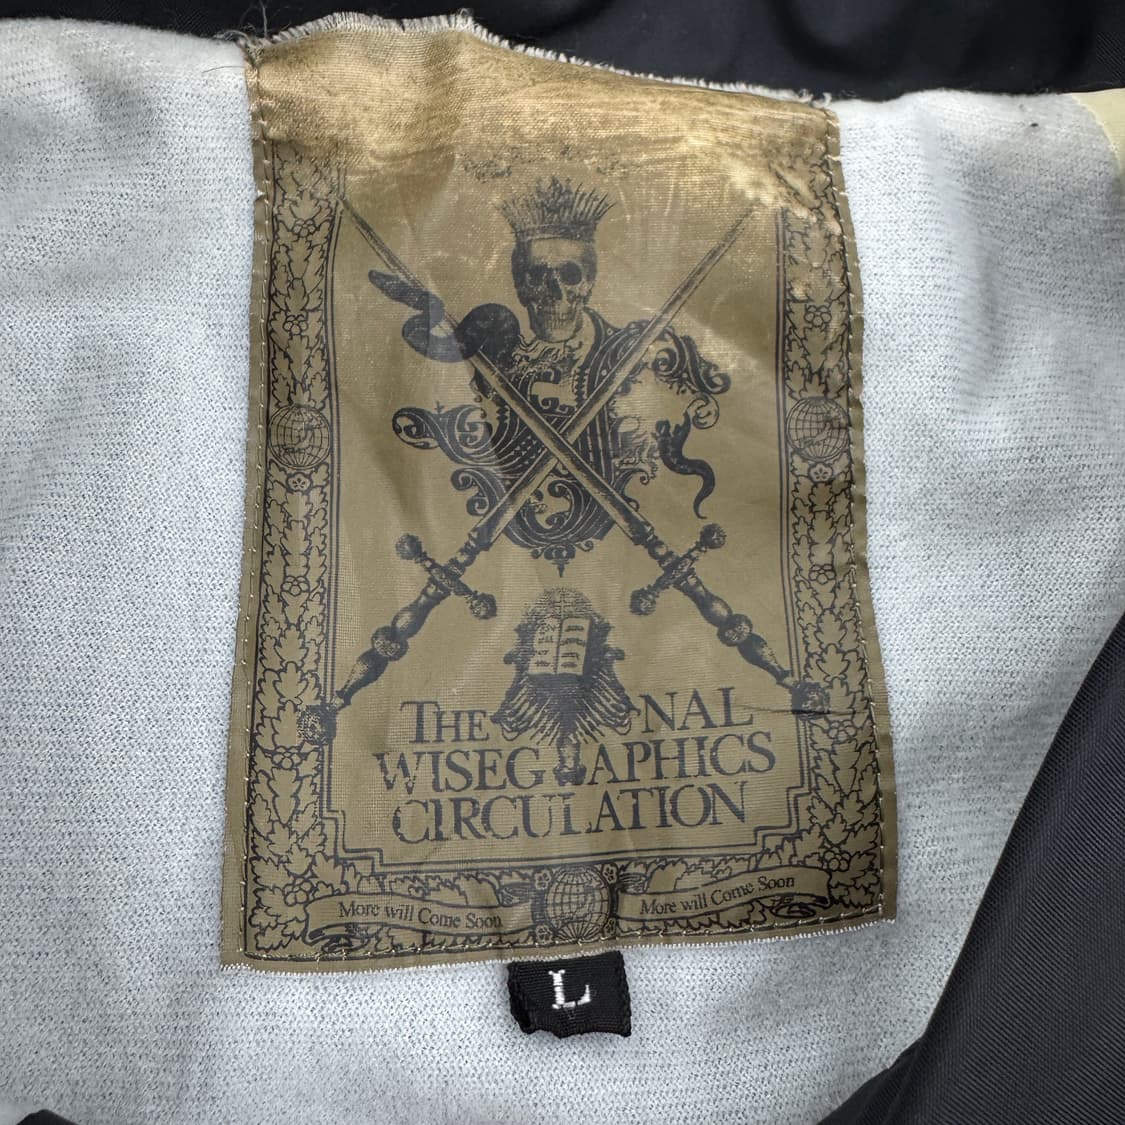 THE NAL
WISEG APHICS
CIRCULATION
More will Come Soon
More will Come Soon
L